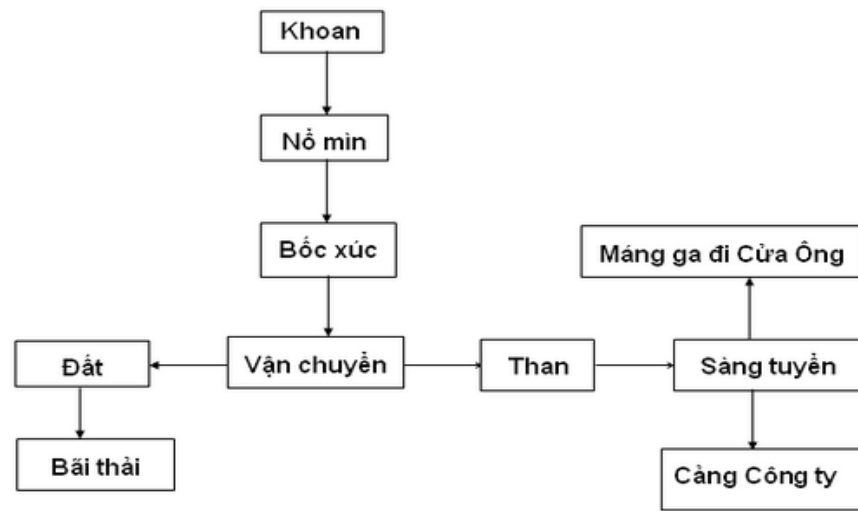 Khoan
Nổ mìn
Bốc xúc
Máng ga đi Cửa Ông
Đất
Vận chuyển
Than
Sàng tuyển
Bãi thải
Cảng Công ty